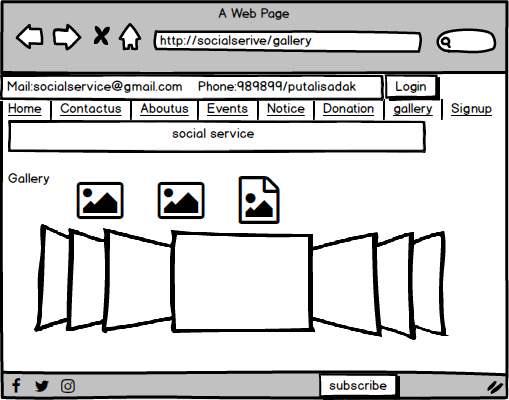 A Web Page
http://socialserive/gallery
Mail:socialservice@gmail.com Phone:989899/putalisadak Login
Home Contactus Aboutus Events Notice Donation gallery Signup
social service
Gallery
subscribe